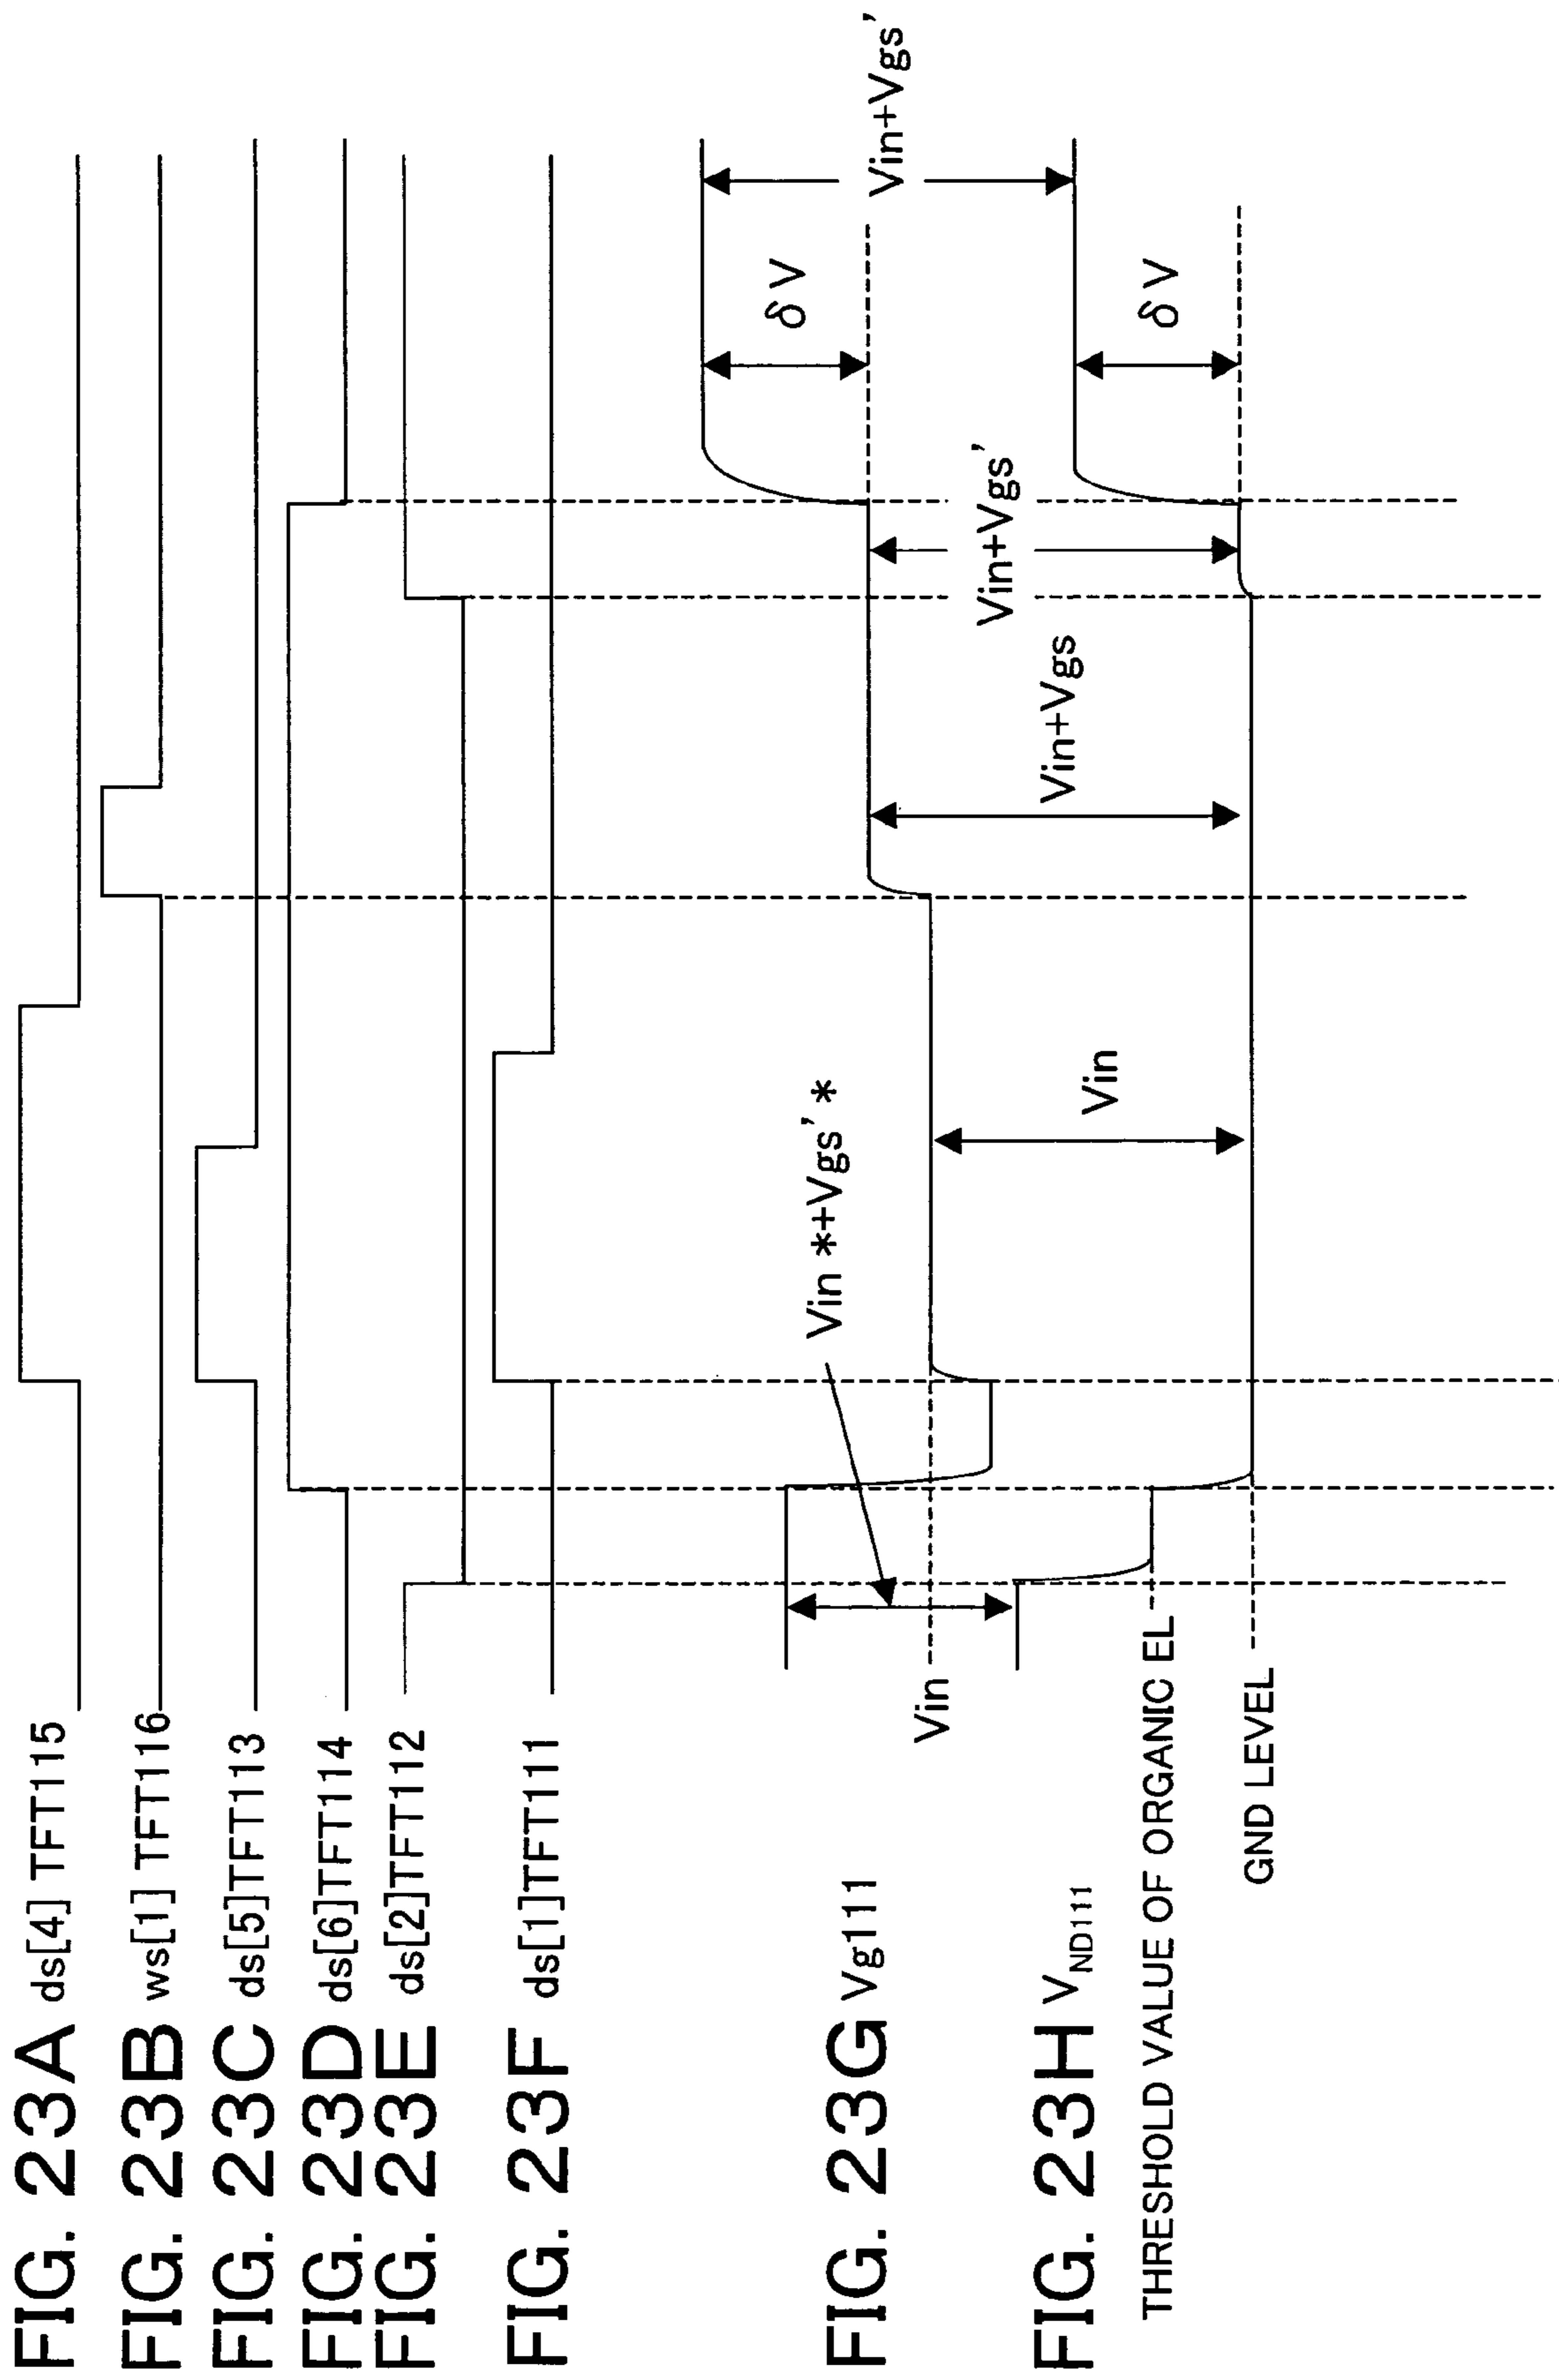 FIG. 23A ds[4] TFT115
FIG. 23B ws[1] TFT116
FIG. 23C ds[5]TFT113
FIG. 23D ds[6]TFT114
FIG. 23E ds[2]TFT112
FIG. 23F ds[1]TFT111
FIG. 23G Vg111
Vin
Vin *+Vgs' *
δV
Vin+Vgs'
FIG. 23H VND111
Vin
Vin+Vgs
Vin+Vgs'
δV
THRESHOLD VALUE OF ORGANIC EL
GND LEVEL